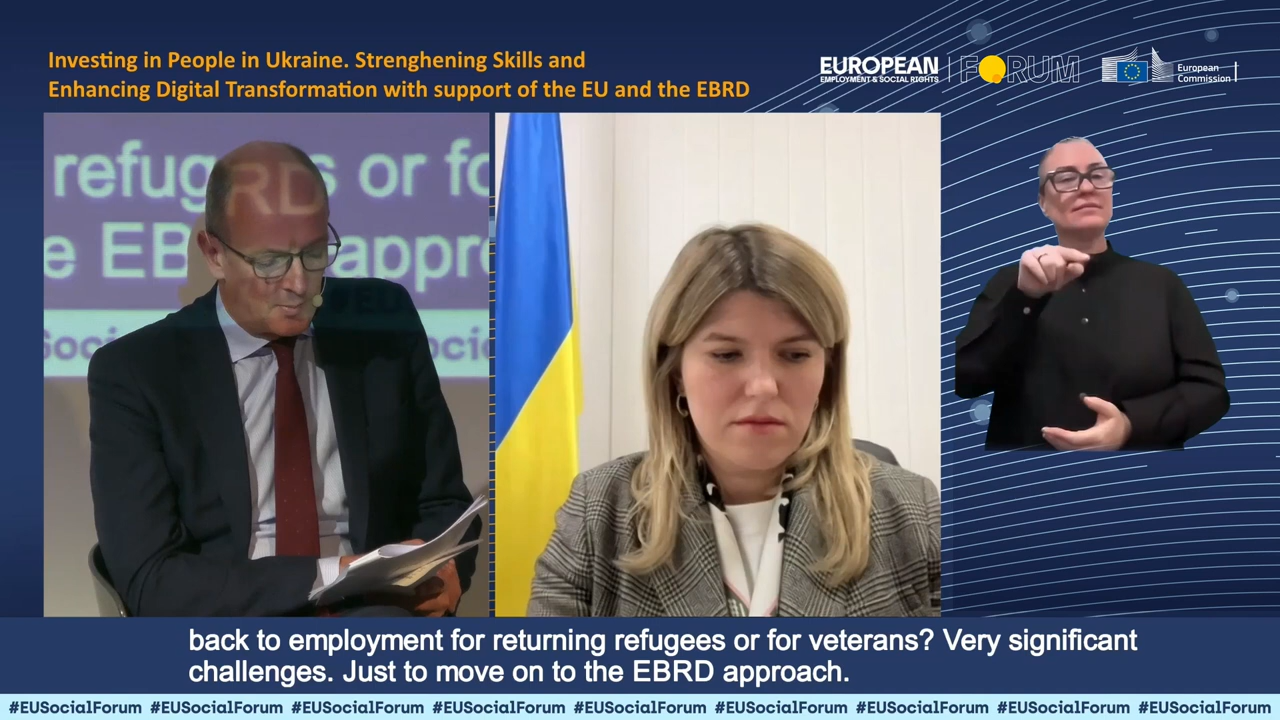 Investing in People in Ukraine. Strenghening Skills and
Enhancing Digital Transformation with support of the EU and the EBRD
EUROPEAN
EMPLOYMENT & SOCIAL RIGHTS
FORUM
European
Commission
refug s or fo
RD
e EB appro
Soci ocia
back to employment for returning refugees or for veterans? Very significant
challenges. Just to move on to the EBRD approach.
#EUSocialForum #EUSocialForum #EUSocialForum #EUSocialForum #EUSocialForum #EUSocialForum #EUSocialForum #EUSocialForum #EUSocialForum